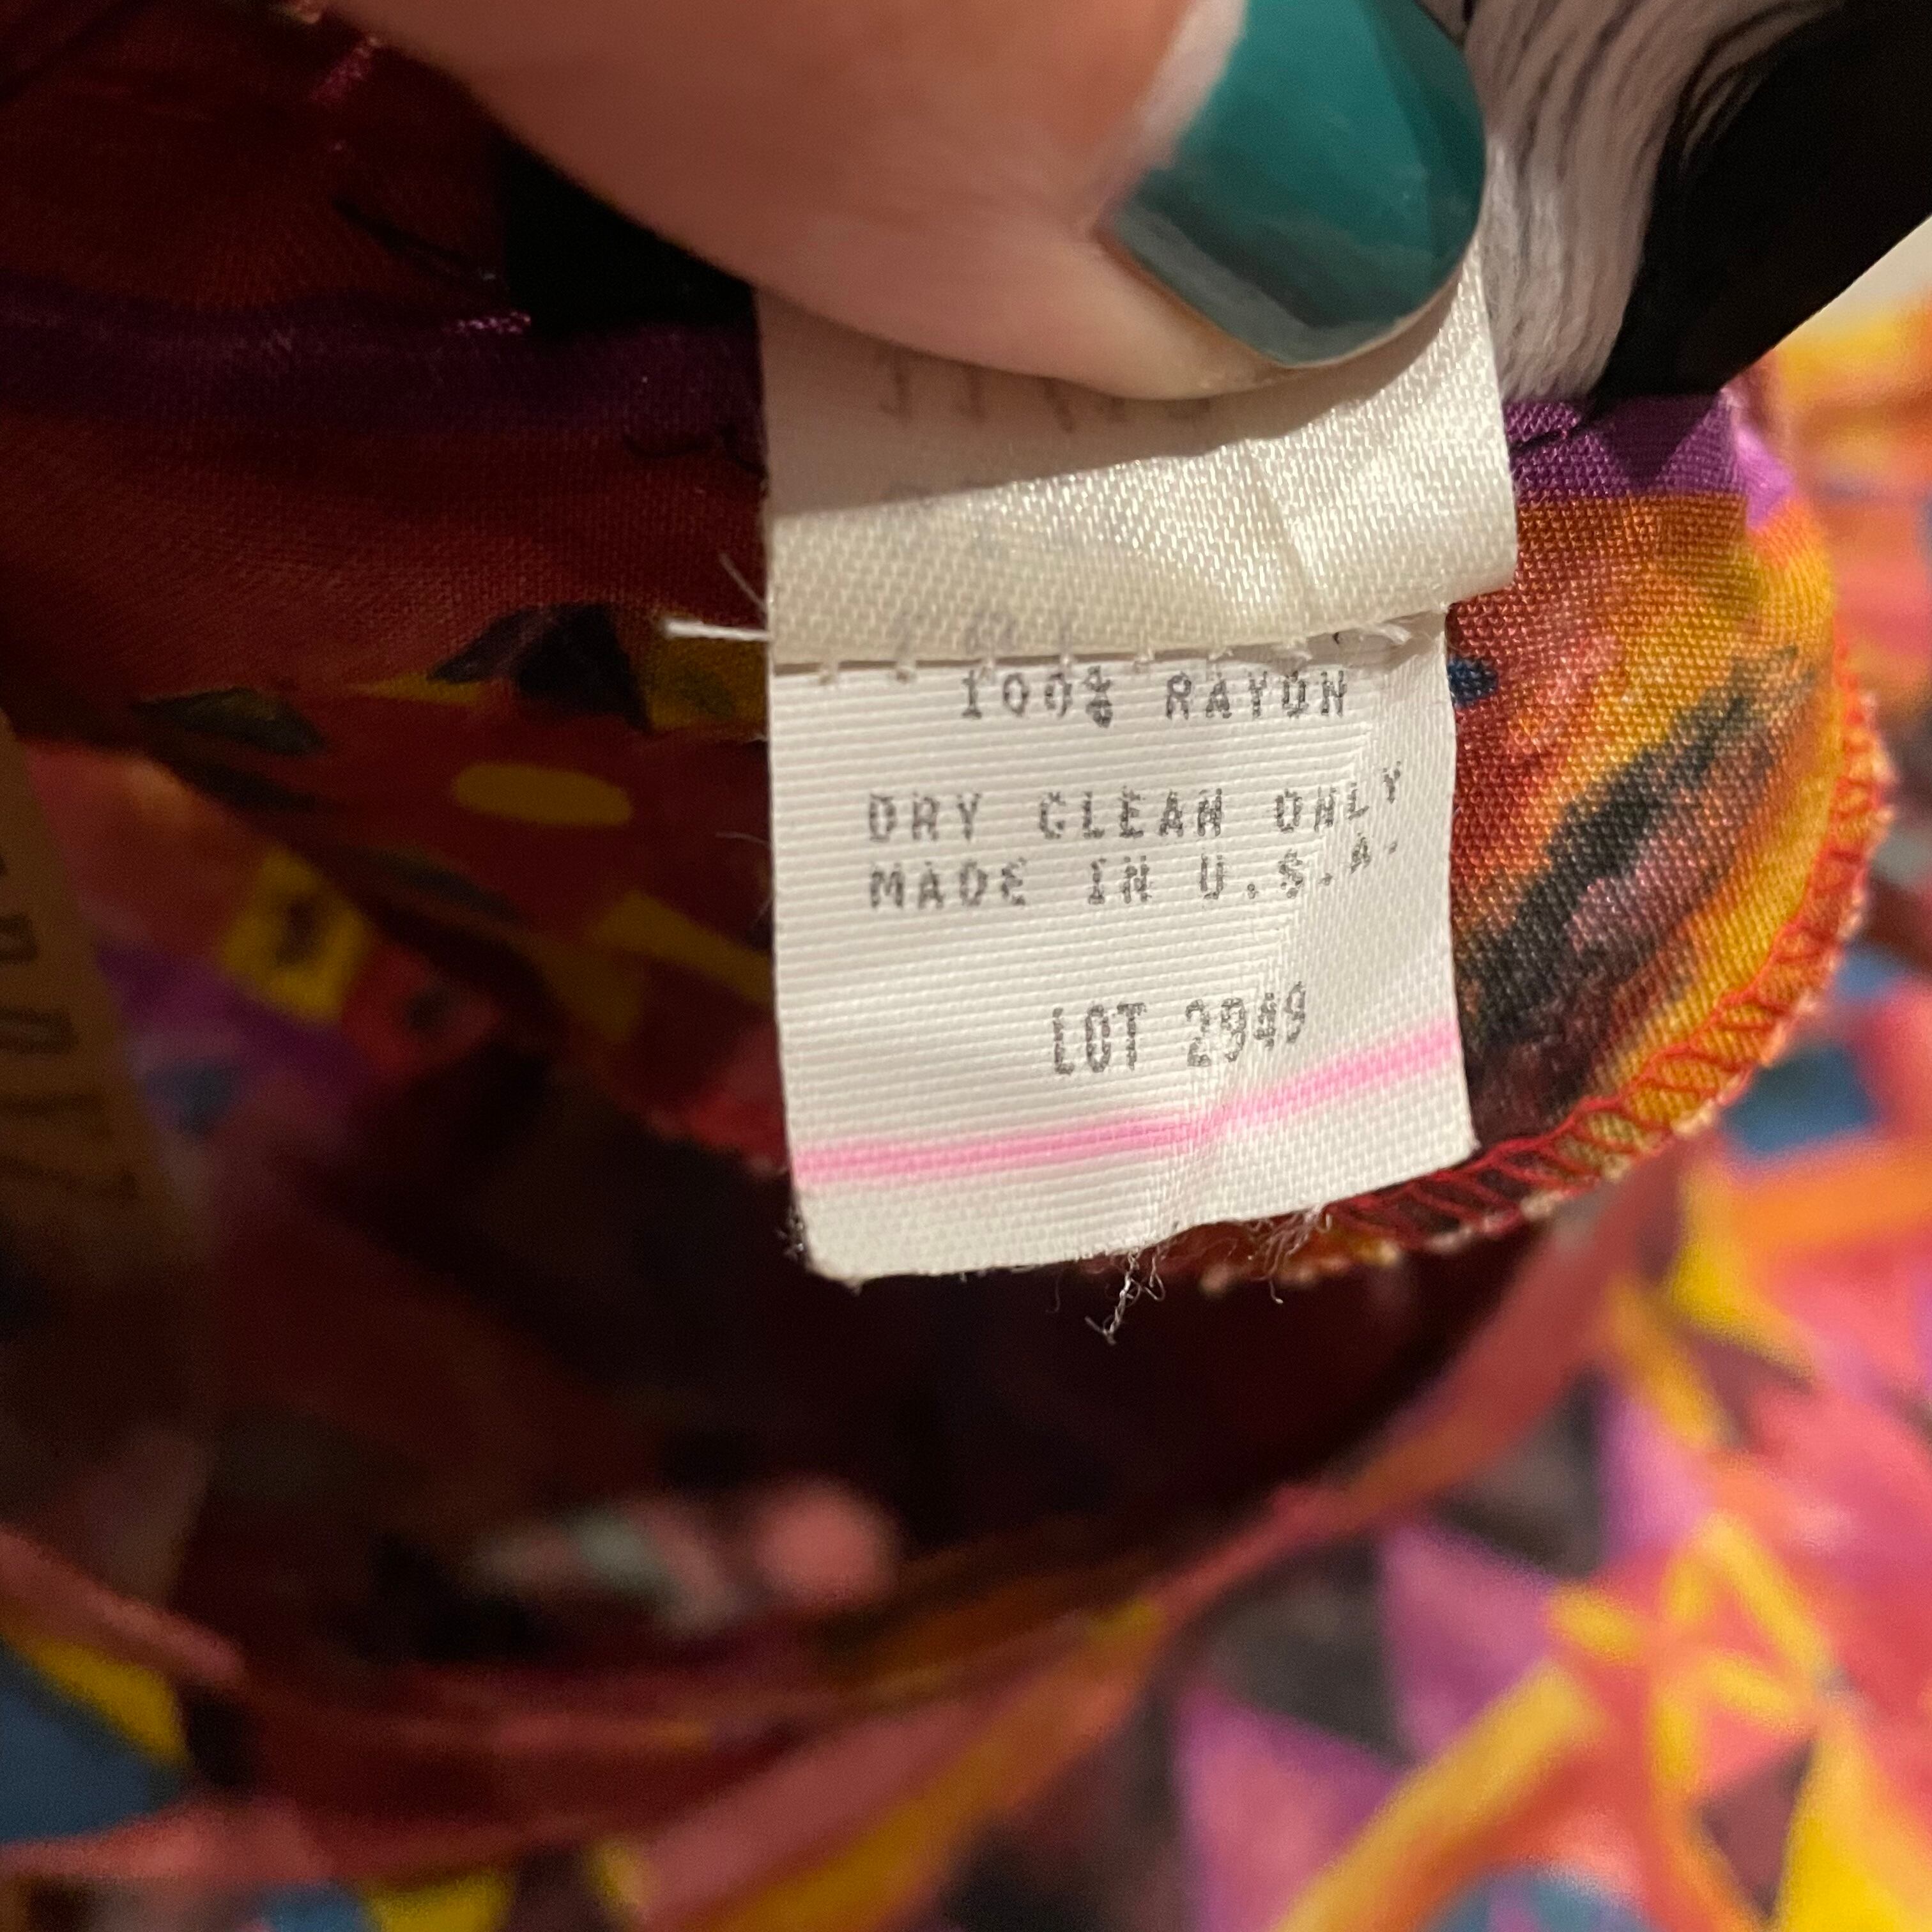 100% RAYON
DRY CLEAN ONLY
MADE IN U.S.A.
LOT 2949